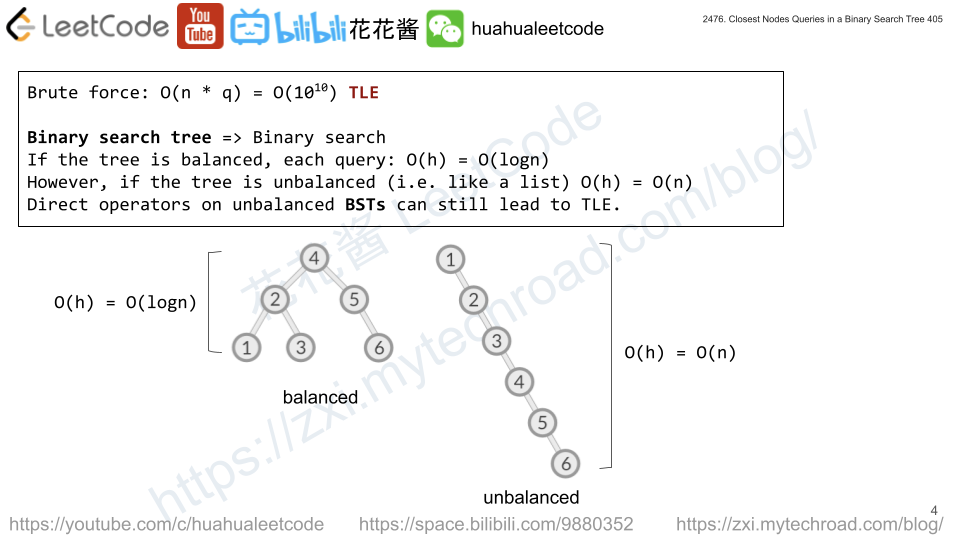 LeetCode You Tube bilibili 花花酱 huahualeetcode
2476. Closest Nodes Queries in a Binary Search Tree 405
Brute force: O(n * q) = O(10¹⁰) TLE
Binary search tree => Binary search
If the tree is balanced, each query: O(h) = O(logn)
However, if the tree is unbalanced (i.e. like a list) O(h) = O(n)
Direct operators on unbalanced BSTs can still lead to TLE.
花花酱 LeetCode
https://zxi.mytechroad.com/blog/
O(h) = O(logn)
4
2 5
1 3 6
balanced
1
2
3
4
5
6
unbalanced
O(h) = O(n)
4
https://youtube.com/c/huahualeetcode https://space.bilibili.com/9880352 https://zxi.mytechroad.com/blog/